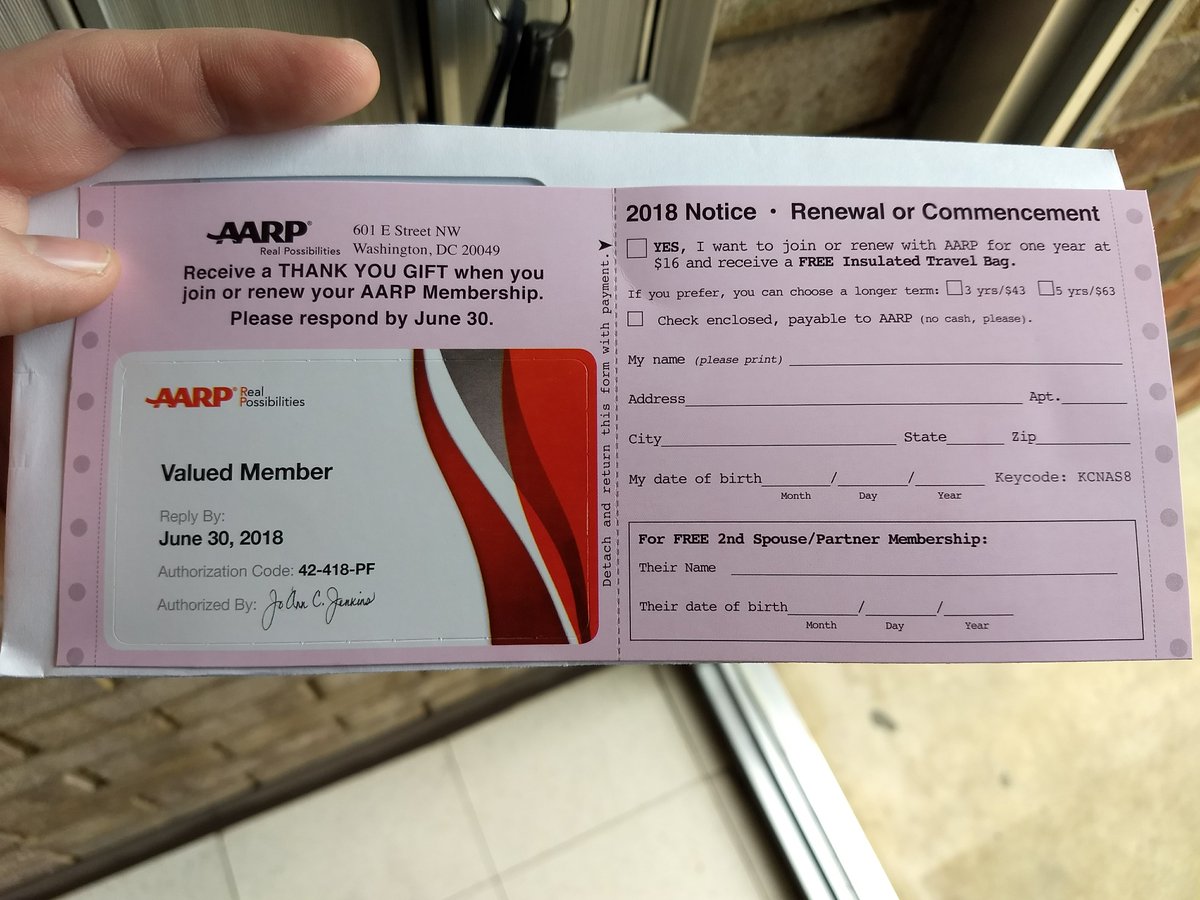 AARP®
Real Possibilities
601 E Street NW
Washington, DC 20049
Receive a THANK YOU GIFT when you
join or renew your AARP Membership.
Please respond by June 30.
AARP® Real
Possibilities
Valued Member
Reply By:
June 30, 2018
Authorization Code: 42-418-PF
Authorized By: Jo Ann C. Jenkins
Detach and return this form with payment.
2018 Notice • Renewal or Commencement
YES, I want to join or renew with AARP for one year at
$16 and receive a FREE Insulated Travel Bag.
If you prefer, you can choose a longer term: 3 yrs/$43 5 yrs/$63
Check enclosed, payable to AARP (no cash, please).
My name (please print)
Address Apt.
City State Zip
My date of birth / / Keycode: KCNAS8
Month Day Year
For FREE 2nd Spouse/Partner Membership:
Their Name
Their date of birth / /
Month Day Year